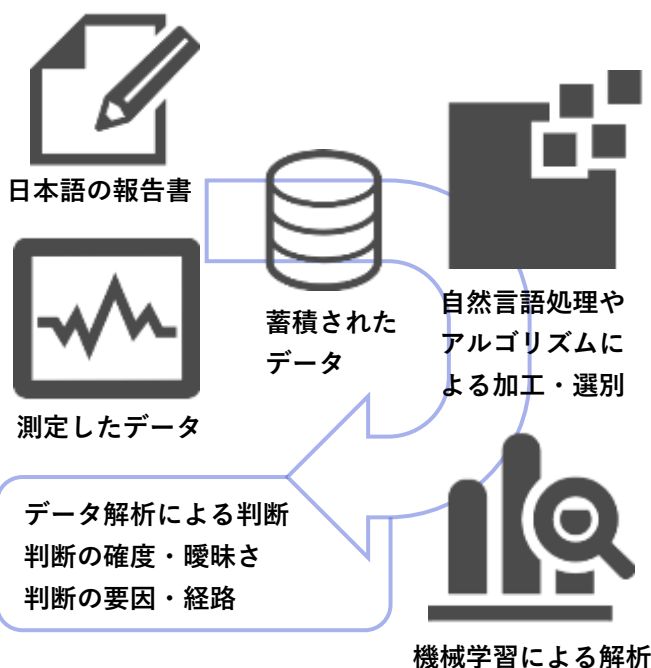 日本語の報告書
測定したデータ
蓄積された
データ
自然言語処理や
アルゴリズムに
よる加工・選別
機械学習による解析
データ解析による判断
判断の確度・曖昧さ
判断の要因・経路